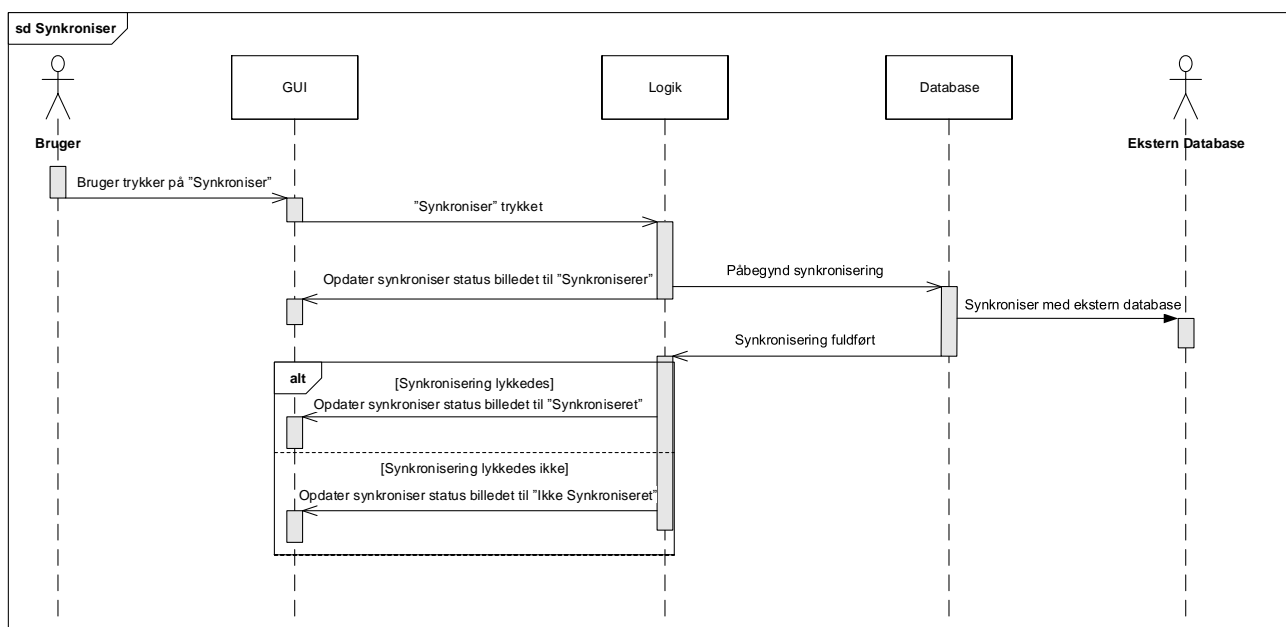 sd Synkroniser
GUI
Logik
Database
Bruger
Ekstern Database
Bruger trykker på ”Synkroniser”
”Synkroniser” trykket
Påbegynd synkronisering
Opdater synkroniser status billedet til ”Synkroniserer”
Synkroniser med ekstern database
Synkronisering fuldført
alt
[Synkronisering lykkedes]
Opdater synkroniser status billedet til ”Synkroniseret”
[Synkronisering lykkedes ikke]
Opdater synkroniser status billedet til ”Ikke Synkroniseret”